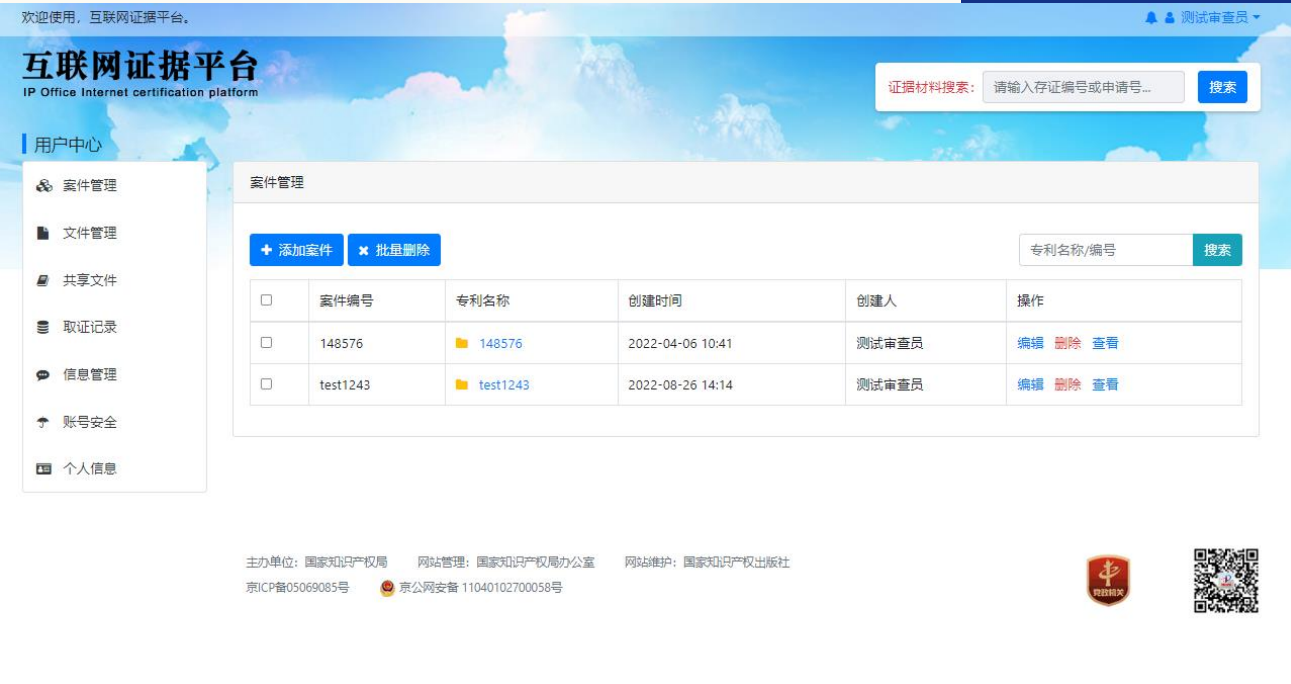 欢迎使用，互联网证据平台。
测试审查员
互联网证据平台
IP Office Internet certification platform
证据材料搜索： 请输入存证编号或申请号... 搜索
用户中心
案件管理
文件管理
共享文件
取证记录
信息管理
账号安全
个人信息
案件管理
添加案件 批量删除 专利名称/编号 搜索
案件编号 专利名称 创建时间 创建人 操作
148576 148576 2022-04-06 10:41 测试审查员 编辑 删除 查看
test1243 test1243 2022-08-26 14:14 测试审查员 编辑 删除 查看
主办单位：国家知识产权局 网站管理：国家知识产权局办公室 网站维护：国家知识产权出版社
京ICP备05069085号 京公网安备 11040102700058号
党政机关